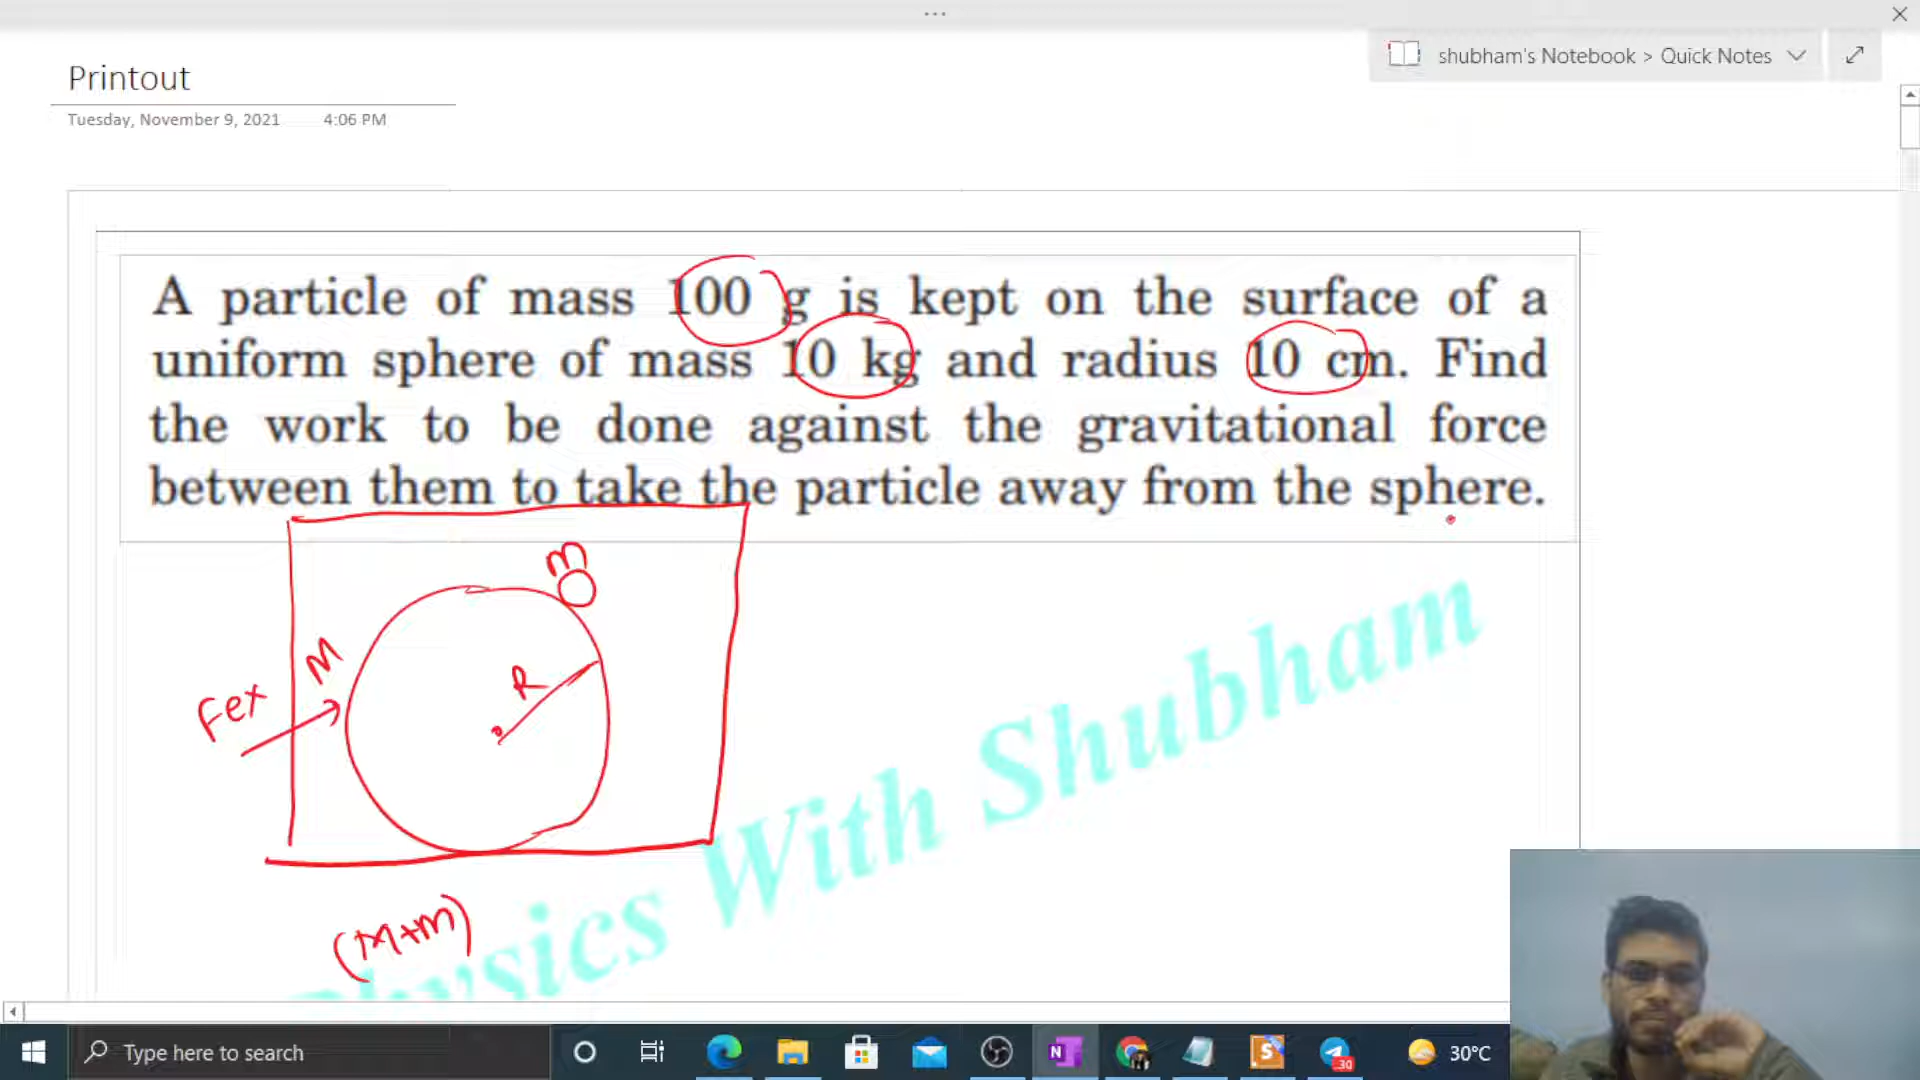 ...
shubham's Notebook > Quick Notes
Printout
Tuesday, November 9, 2021 4:06 PM
A particle of mass 100 g is kept on the surface of a
uniform sphere of mass 10 kg and radius 10 cm. Find
the work to be done against the gravitational force
between them to take the particle away from the sphere.
m
M
R
Fex
(M+m)
Physics With Shubham
Type here to search
N
S
30
30°C